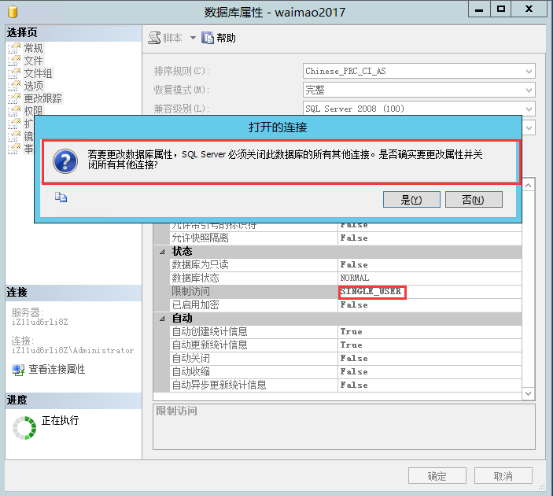 数据库属性 - waimao2017
选择页
常规
文件
文件组
选项
更改跟踪
权限
扩
镜
事
脚本
帮助
排序规则(C):
Chinese_PRC_CI_AS
恢复模式(M):
完整
兼容级别(L):
SQL Server 2008 (100)
打开的连接
若要更改数据库属性，SQL Server 必须关闭此数据库的所有其他连接。是否确实要更改属性并关
闭所有其他连接?
是(Y)
否(N)
允许带引号的标识符 False
允许快照隔离 False
状态
数据库为只读 False
数据库状态 NORMAL
限制访问 SINGLE_USER
已启用加密 False
自动
自动创建统计信息 True
自动更新统计信息 True
自动关闭 False
自动收缩 False
自动异步更新统计信息 False
限制访问
连接
服务器:
iZ11ud6rli8Z
连接:
iZ11ud6rli8Z\Administrator
查看连接属性
进度
正在执行
确定
取消